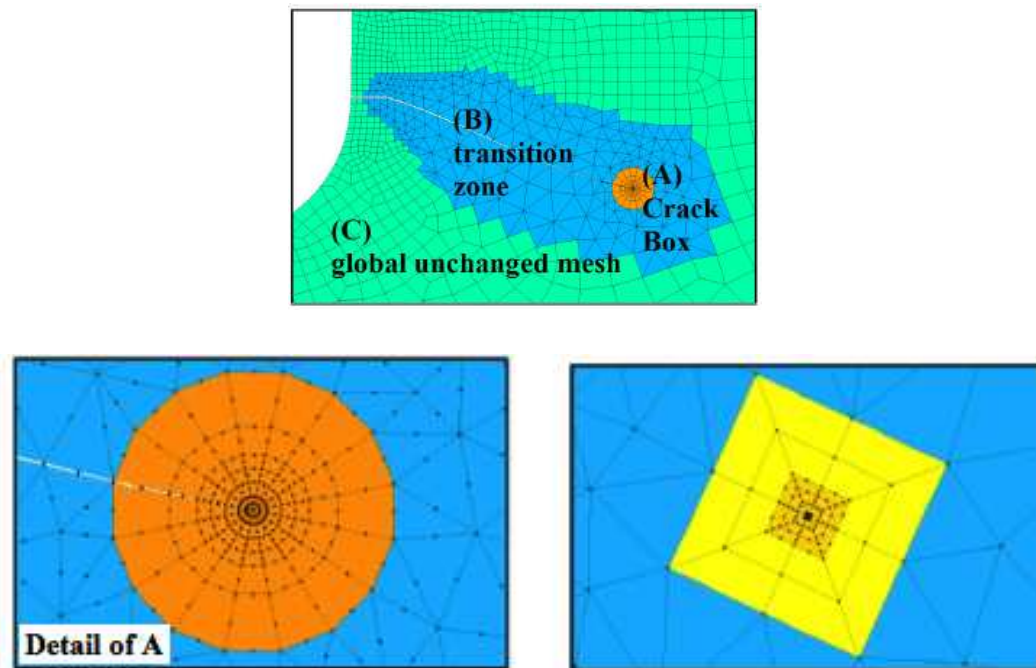 (B)
transition
zone
(A)
Crack
Box
(C)
global unchanged mesh
Detail of A